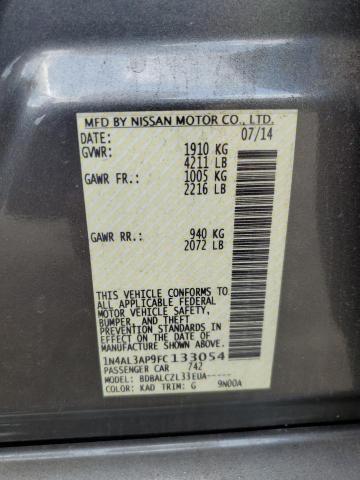 MFD BY NISSAN MOTOR CO., LTD.
DATE: 07/14
GVWR: 1910 KG
4211 LB
GAWR FR.: 1005 KG
2216 LB
GAWR RR.: 940 KG
2072 LB
THIS VEHICLE CONFORMS TO
ALL APPLICABLE FEDERAL
MOTOR VEHICLE SAFETY,
BUMPER, AND THEFT
PREVENTION STANDARDS IN
EFFECT ON THE DATE OF
MANUFACTURE SHOWN ABOVE.
1N4AL3AP9FC133054
PASSENGER CAR 742
MODEL: BDBALCZL33EUA-----
COLOR: KAD TRIM: G 9N00A